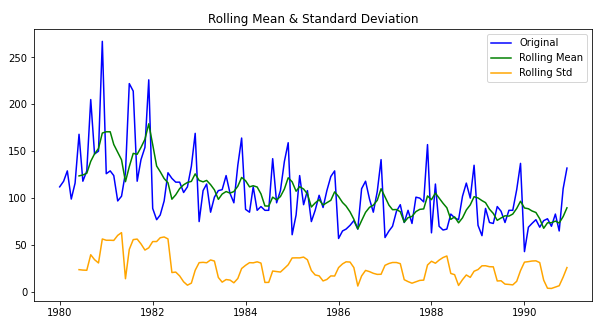 Rolling Mean & Standard Deviation
Original
Rolling Mean
Rolling Std
250
200
150
100
50
0
1980 1982 1984 1986 1988 1990